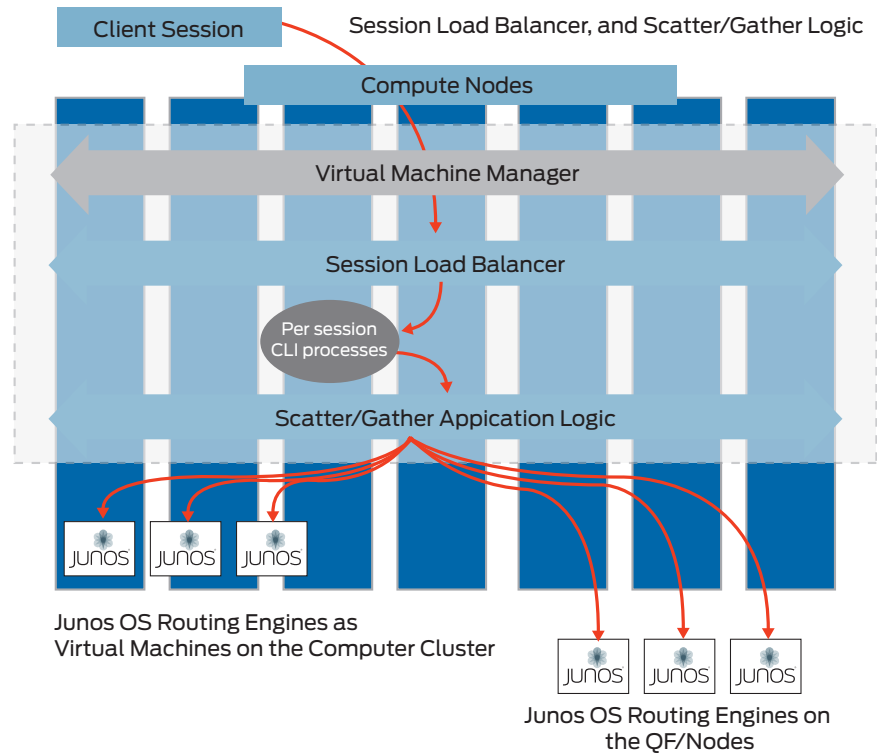 Client Session
Session Load Balancer, and Scatter/Gather Logic
Compute Nodes
Virtual Machine Manager
Session Load Balancer
Per session
CLI processes
Scatter/Gather Appication Logic
JUNOS
JUNOS
JUNOS
Junos OS Routing Engines as
Virtual Machines on the Computer Cluster
JUNOS
JUNOS
JUNOS
Junos OS Routing Engines on
the QF/Nodes